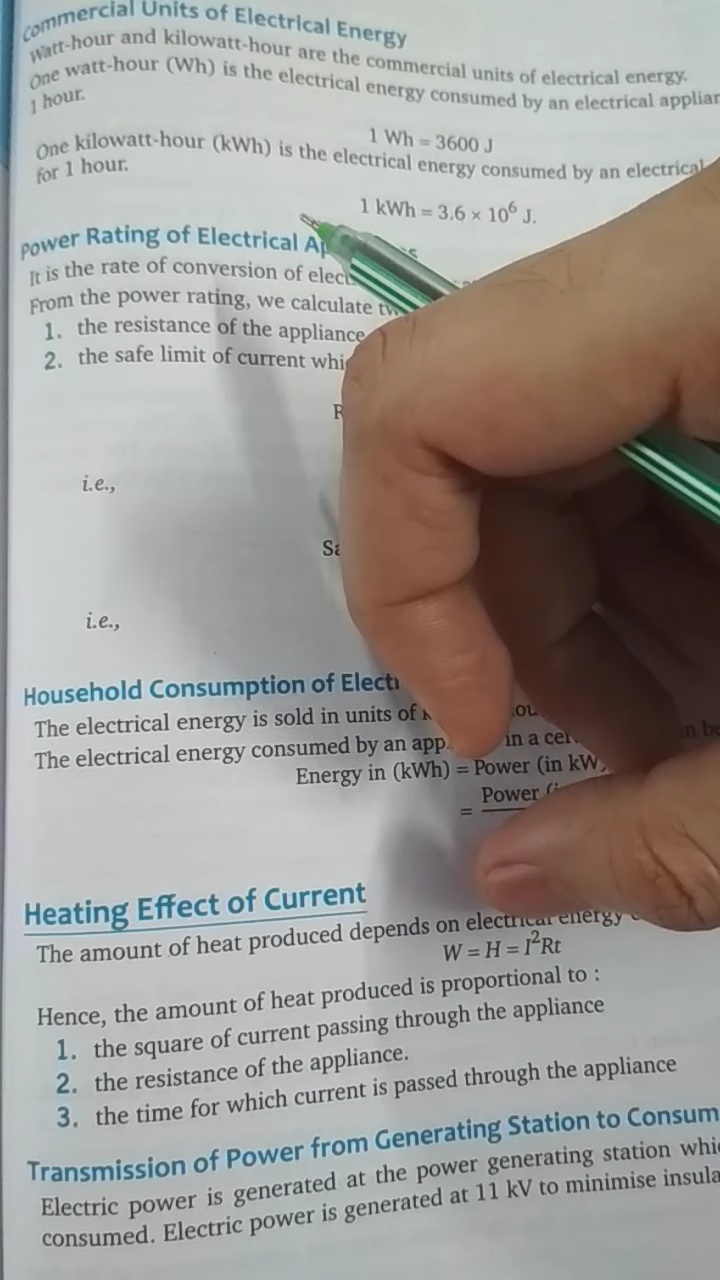 Commercial Units of Electrical Energy
Watt-hour and kilowatt-hour are the commercial units of electrical energy.
One watt-hour (Wh) is the electrical energy consumed by an electrical
1 hour.
1 Wh = 3600 J
One kilowatt-hour (kWh) is the electrical energy consumed by an electrical
for 1 hour.
1 kWh = 3.6 × 10⁶ J.
Power Rating of Electrical
It is the rate of conversion of
From the power rating, we calculate
1. the resistance of the appliance
2. the safe limit of current
i.e.,
i.e.,
Household Consumption of
The electrical energy is sold in units of
The electrical energy consumed by an in a
Energy in (kWh) = Power (in kW
= Power
Heating Effect of Current
The amount of heat produced depends on electrical energy
W = H = I²Rt
Hence, the amount of heat produced is proportional to :
1. the square of current passing through the appliance
2. the resistance of the appliance.
3. the time for which current is passed through the appliance
Transmission of Power from Generating Station to
Electric power is generated at the power generating station
consumed. Electric power is generated at 11 kV to minimise